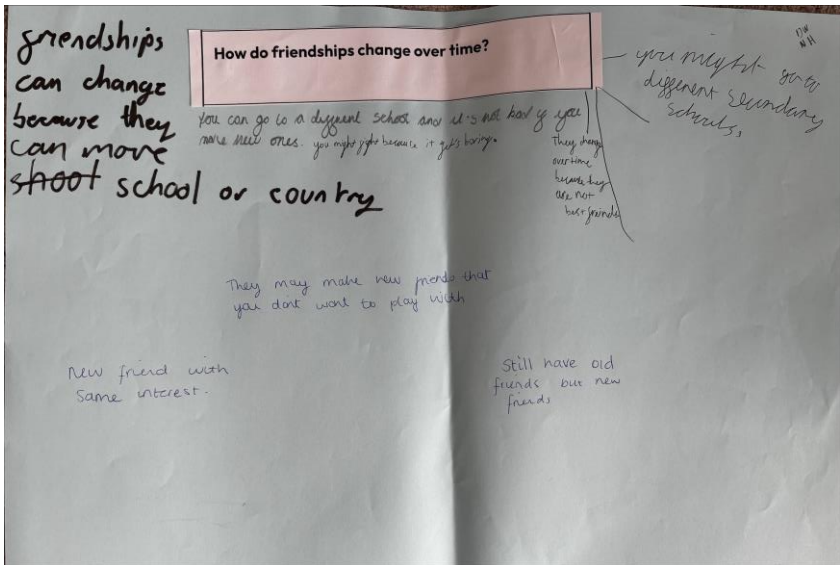 How do friendships change over time?
friendships
can change
because they
can move
shoot school or country
You can go to a different school and it's not hard if you
make new ones. you might fight because it gets boring.
They change
over time
because they
are not
best friends
you might go to
different secondary
schools,
DW
NH
They may make new friends that
you dont want to play with
New friend with
Same interest.
Still have old
friends but new
friends